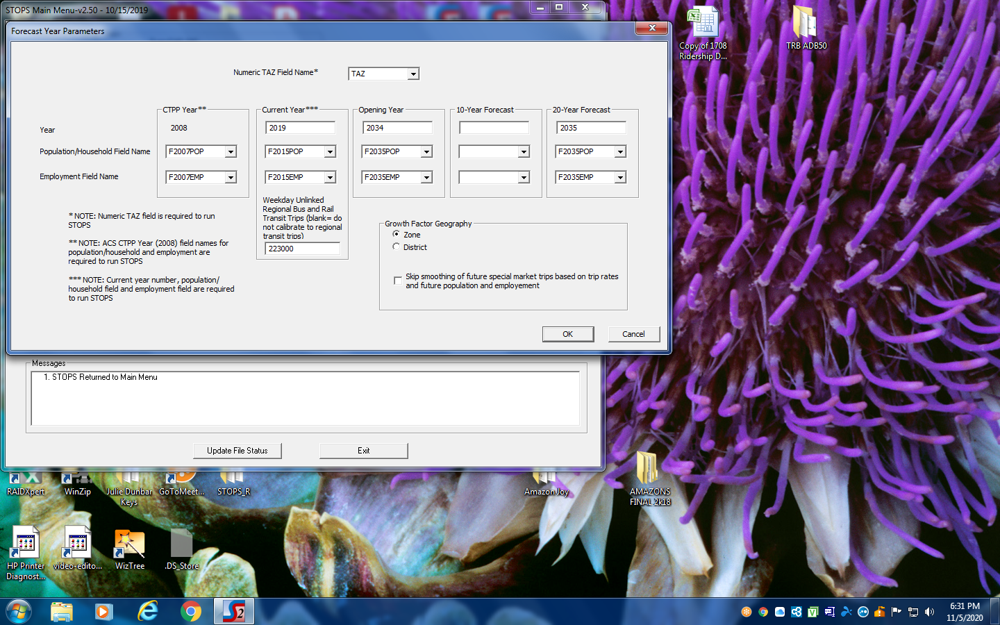 STOPS Main Menu-v2.50 - 10/15/2019
Forecast Year Parameters
Numeric TAZ Field Name*
TAZ
CTPP Year**
Current Year***
Opening Year
10-Year Forecast
20-Year Forecast
Year
2008
2019
2034
2035
Population/Household Field Name
F2007POP
F2015POP
F2035POP
F2035POP
Employment Field Name
F2007EMP
F2015EMP
F2035EMP
F2035EMP
Weekday Unlinked
Regional Bus and Rail
Transit Trips (blank= do
not calibrate to regional
transit trips)
223000
* NOTE: Numeric TAZ field is required to run
STOPS
** NOTE: ACS CTPP Year (2008) field names for
population/household and employment are
required to run STOPS
*** NOTE: Current year number, population/
household field and employment field are required
to run STOPS
Growth Factor Geography
Zone
District
Skip smoothing of future special market trips based on trip rates
and future population and employement
OK
Cancel
Messages
1. STOPS Returned to Main Menu
Update File Status
Exit
Copy of 1708
Ridership D...
TRB ADB50
RAIDXpert
WinZip
Julie Dunbar
Keys
GoToMeet...
STOPS_R
Amazon Joy
AMAZONS
FINAL 2k18
HP Printer
Diagnost...
video-edito...
WizTree
.DS_Store
6:31 PM
11/5/2020